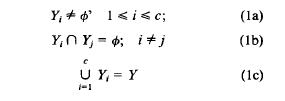 Yᵢ ≠ ϕ' 1 ⩽ i ⩽ c; (1a)
Yᵢ ∩ Yⱼ = ϕ; i ≠ j (1b)
c
∪ Yᵢ = Y (1c)
i=1